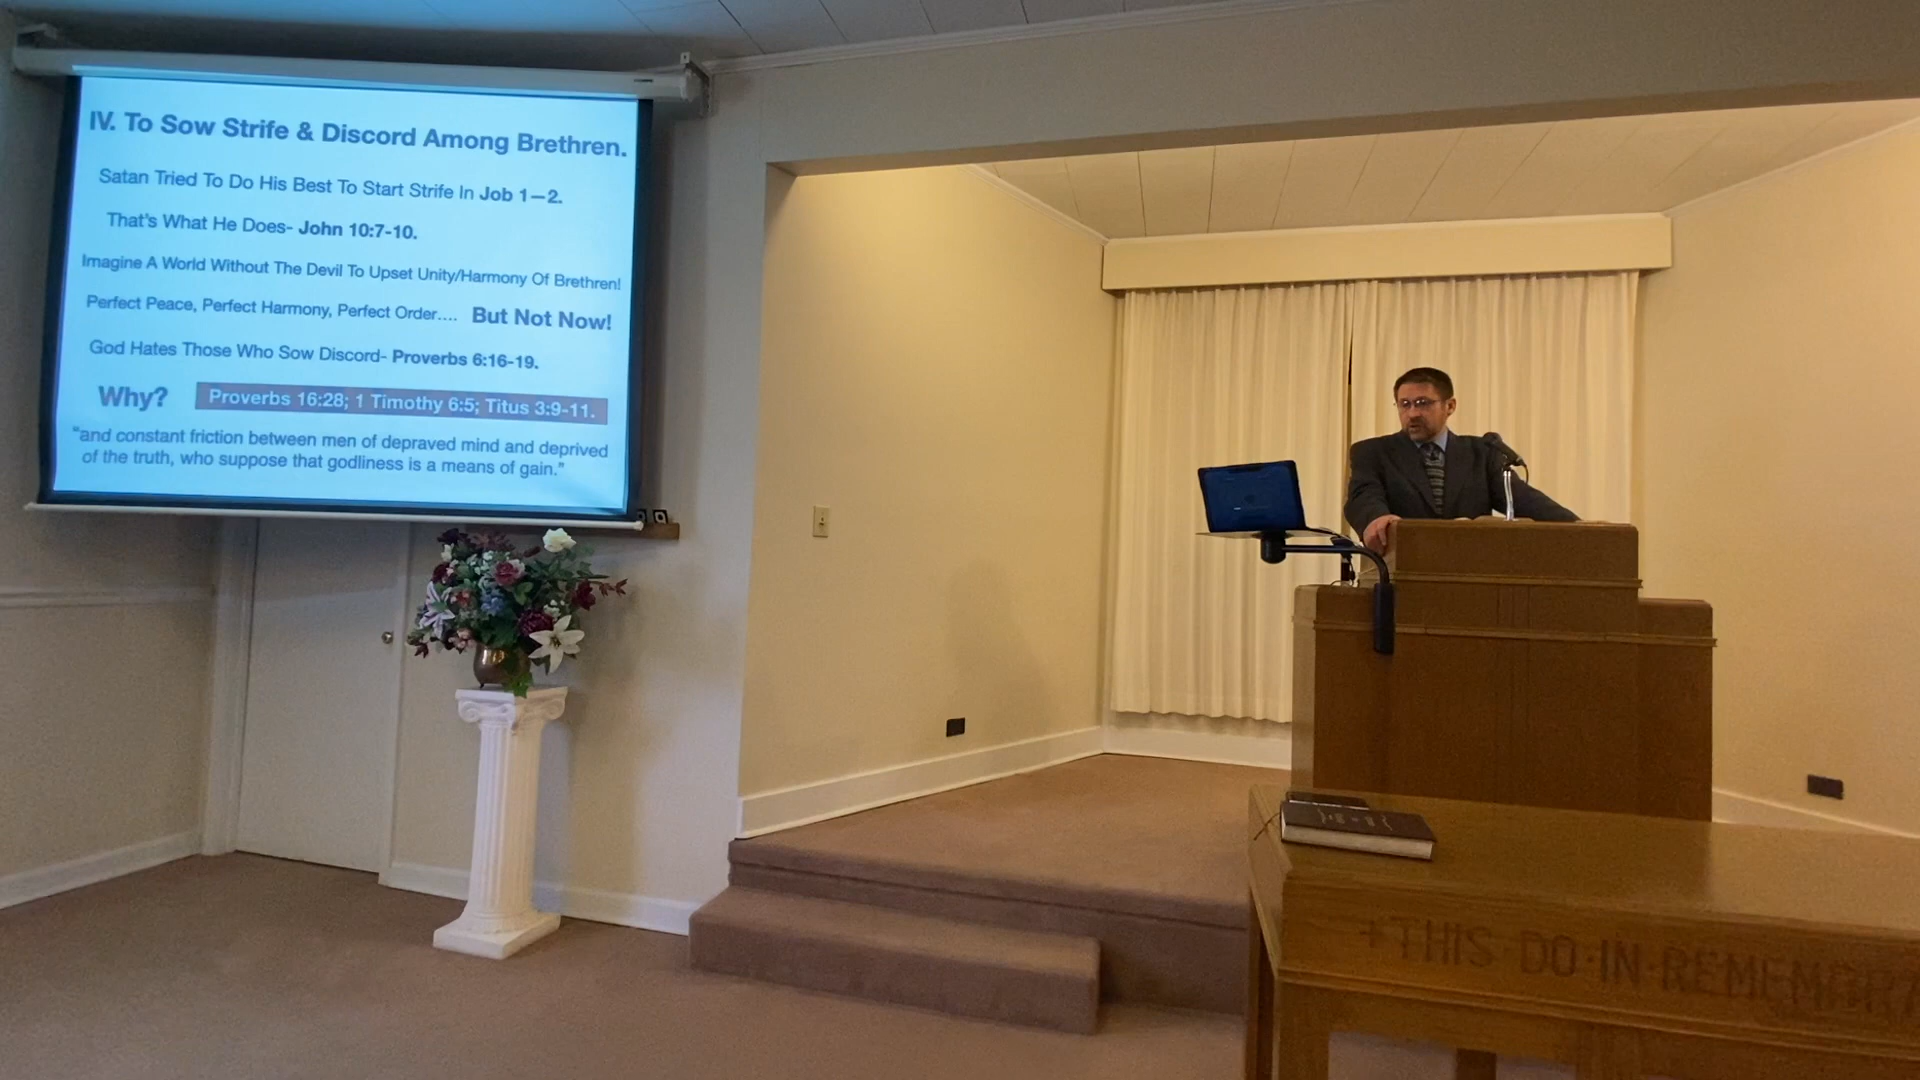 IV. To Sow Strife & Discord Among Brethren.
Satan Tried To Do His Best To Start Strife In Job 1—2.
That's What He Does- John 10:7-10.
Imagine A World Without The Devil To Upset Unity/Harmony Of Brethren!
Perfect Peace, Perfect Harmony, Perfect Order.... But Not Now!
God Hates Those Who Sow Discord- Proverbs 6:16-19.
Why? Proverbs 16:28; 1 Timothy 6:5; Titus 3:9-11.
"and constant friction between men of depraved mind and deprived
of the truth, who suppose that godliness is a means of gain."
+THIS·DO·IN·REMEMBRA